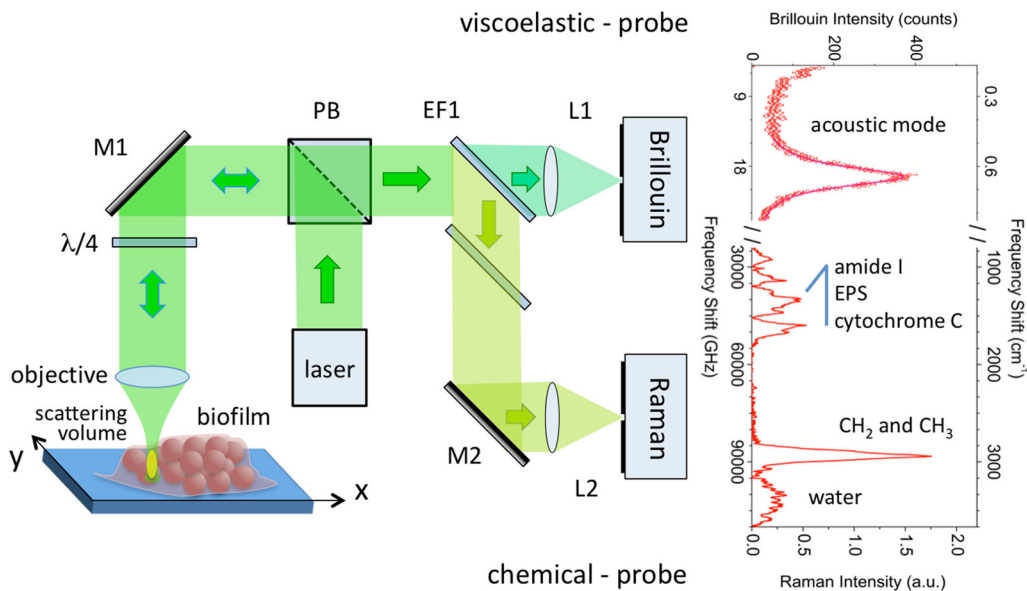 viscoelastic - probe
M1
PB
EF1
L1
Brillouin
λ/4
laser
objective
scattering
volume
biofilm
y
x
M2
L2
Raman
chemical - probe
Brillouin Intensity (counts)
0
200
400
9
18
0.3
0.6
acoustic mode
//
//
30000
60000
90000
Frequency Shift (GHz)
1000
2000
3000
Frequency Shift (cm⁻¹)
amide I
EPS
cytochrome C
CH₂ and CH₃
water
0.0
0.5
1.0
1.5
2.0
Raman Intensity (a.u.)